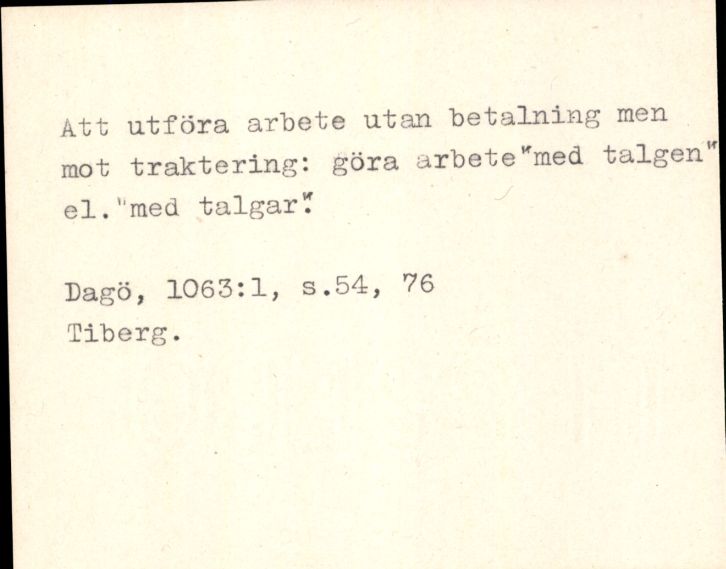 Att utföra arbete utan betalning men
mot traktering: göra arbete"med talgen"
el."med talgar".
Dagö, 1063:1, s.54, 76
Tiberg.